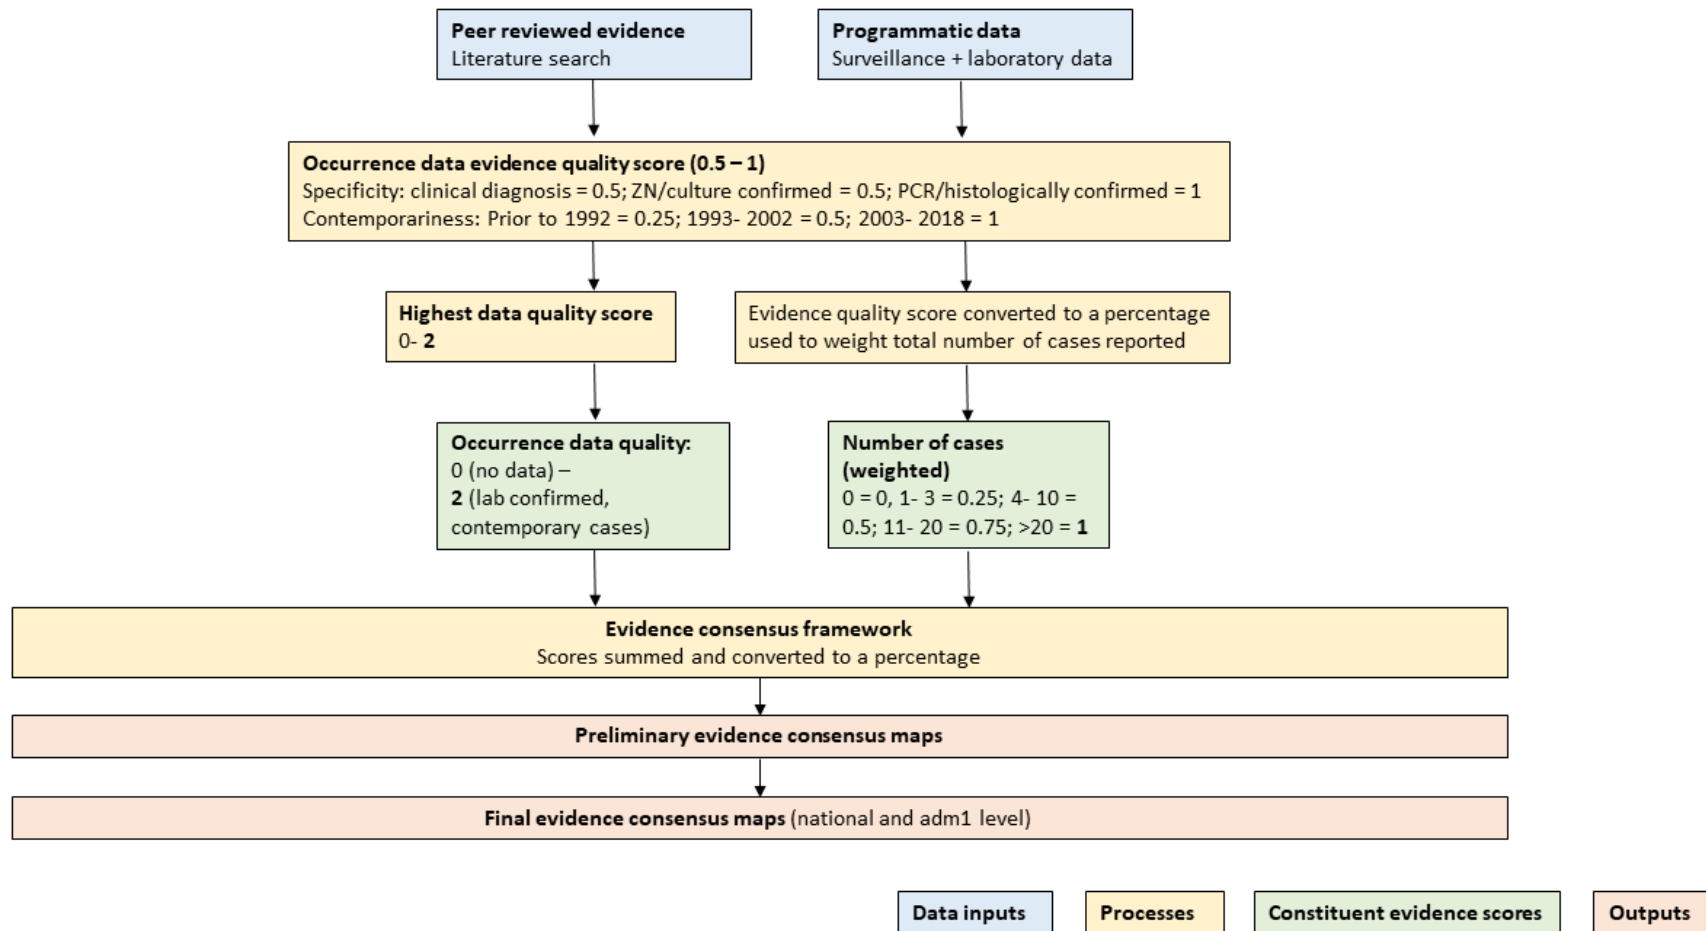 Peer reviewed evidence
Literature search
Programmatic data
Surveillance + laboratory data
Occurrence data evidence quality score (0.5 – 1)
Specificity: clinical diagnosis = 0.5; ZN/culture confirmed = 0.5; PCR/histologically confirmed = 1
Contemporariness: Prior to 1992 = 0.25; 1993- 2002 = 0.5; 2003- 2018 = 1
Highest data quality score
0- 2
Evidence quality score converted to a percentage
used to weight total number of cases reported
Occurrence data quality:
0 (no data) –
2 (lab confirmed,
contemporary cases)
Number of cases
(weighted)
0 = 0, 1- 3 = 0.25; 4- 10 =
0.5; 11- 20 = 0.75; >20 = 1
Evidence consensus framework
Scores summed and converted to a percentage
Preliminary evidence consensus maps
Final evidence consensus maps (national and adm1 level)
Data inputs
Processes
Constituent evidence scores
Outputs